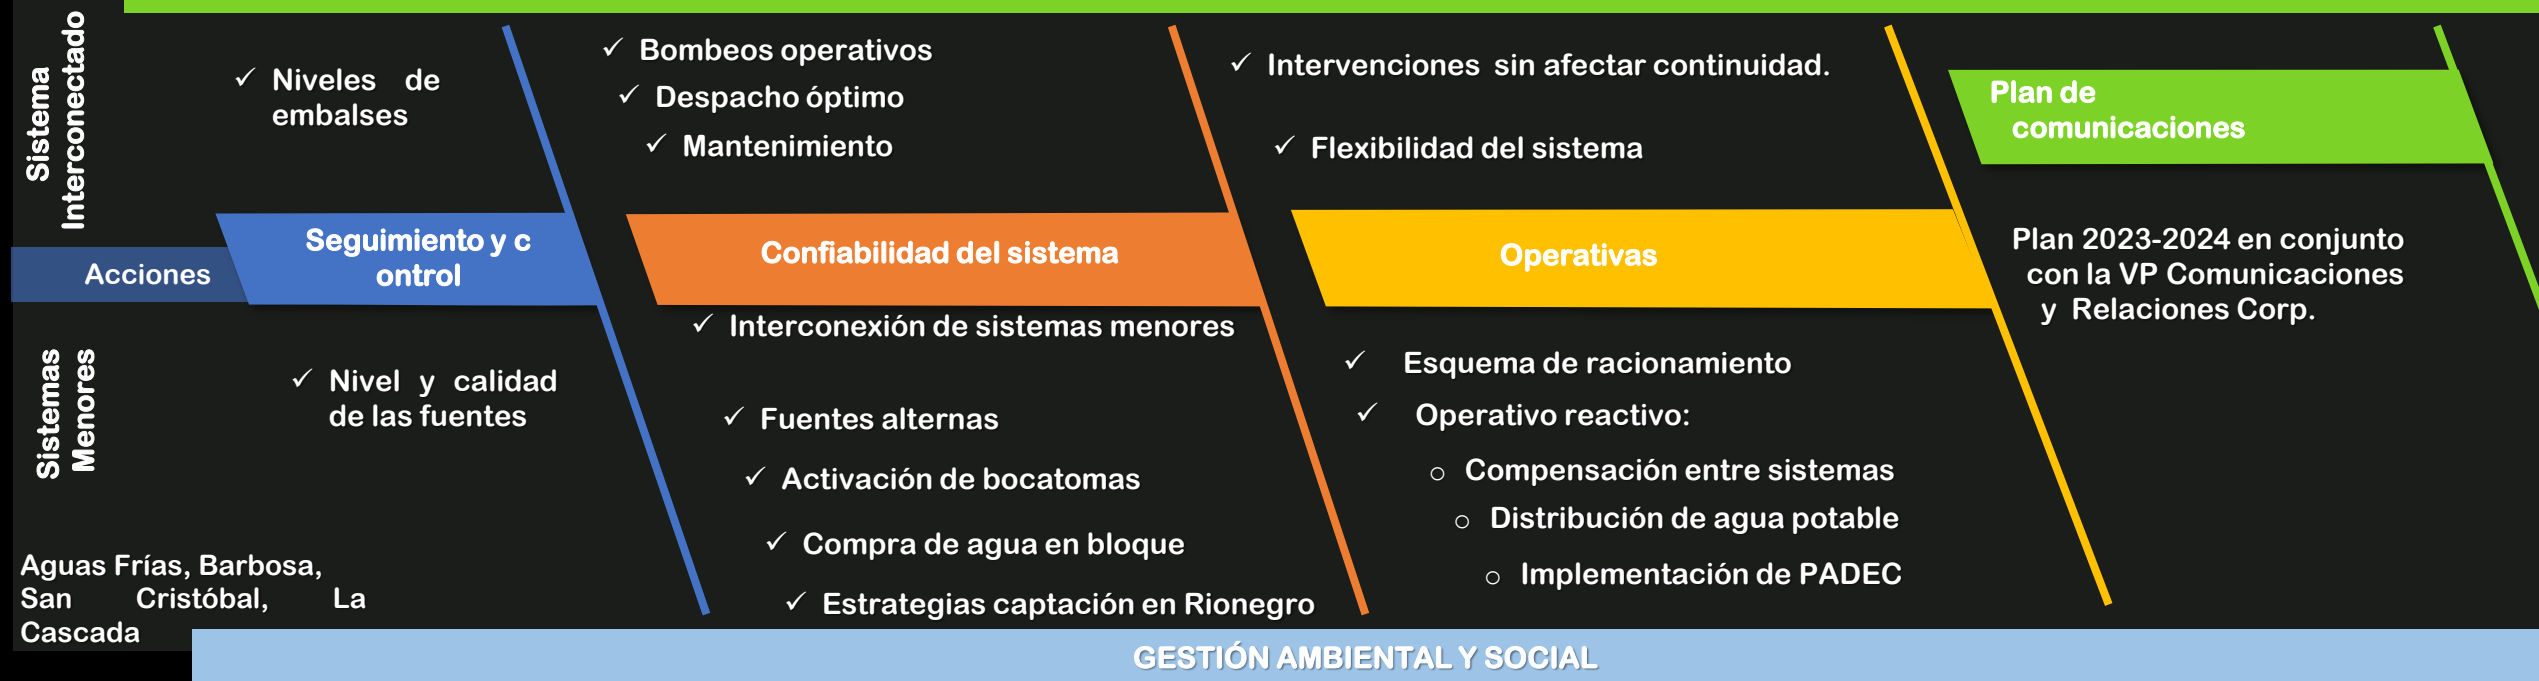 Sistema
Interconectado
✓ Niveles de
embalses
✓ Bombeos operativos
✓ Despacho óptimo
✓ Mantenimiento
✓ Intervenciones sin afectar continuidad.
✓ Flexibilidad del sistema
Plan de
comunicaciones
Acciones
Seguimiento y c
ontrol
Confiabilidad del sistema
Operativas
Plan 2023-2024 en conjunto
con la VP Comunicaciones
y Relaciones Corp.
Sistemas
Menores
✓ Nivel y calidad
de las fuentes
✓ Interconexión de sistemas menores
✓ Fuentes alternas
✓ Activación de bocatomas
✓ Compra de agua en bloque
✓ Estrategias captación en Rionegro
✓ Esquema de racionamiento
✓ Operativo reactivo:
o Compensación entre sistemas
o Distribución de agua potable
o Implementación de PADEC
Aguas Frías, Barbosa,
San Cristóbal, La
Cascada
GESTIÓN AMBIENTAL Y SOCIAL